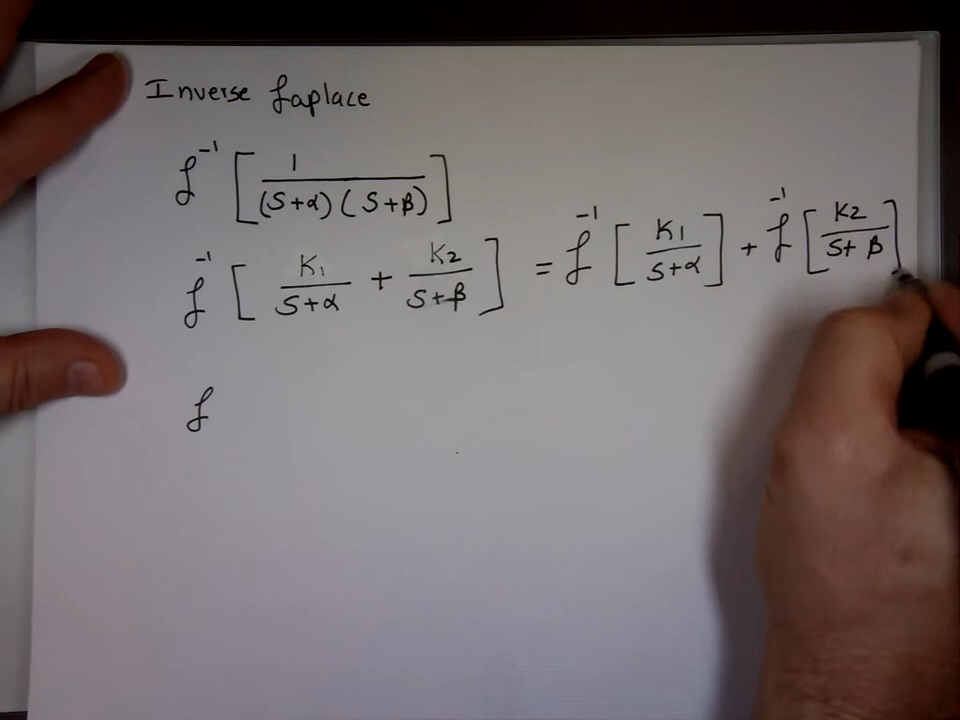 Inverse ℒaplace
ℒ⁻¹ [ 1 / (S+α)(S+β) ]
ℒ⁻¹ [ K₁ / S+α + K₂ / S+β ] = ℒ⁻¹ [ K₁ / S+α ] + ℒ⁻¹ [ K₂ / S+β ]
ℒ